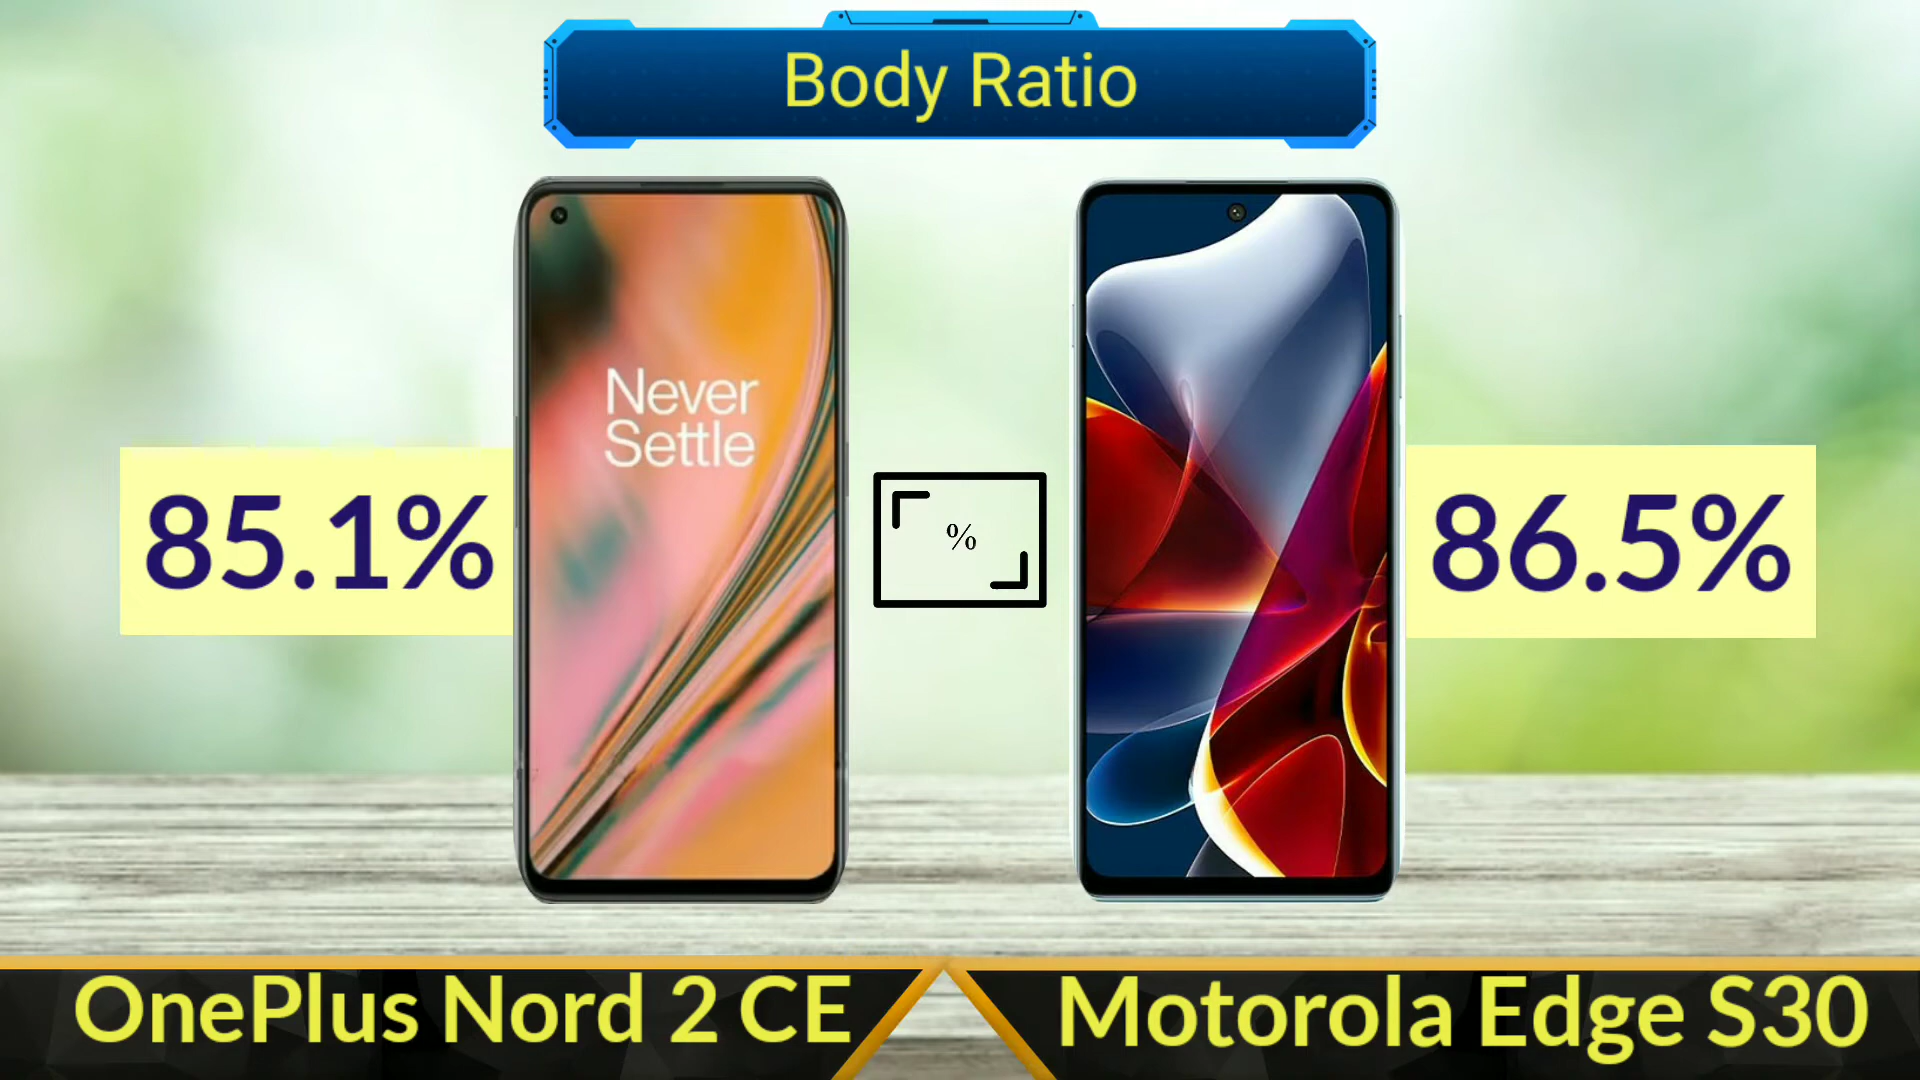 Body Ratio
Never
Settle
85.1%
%
86.5%
OnePlus Nord 2 CE
Motorola Edge S30